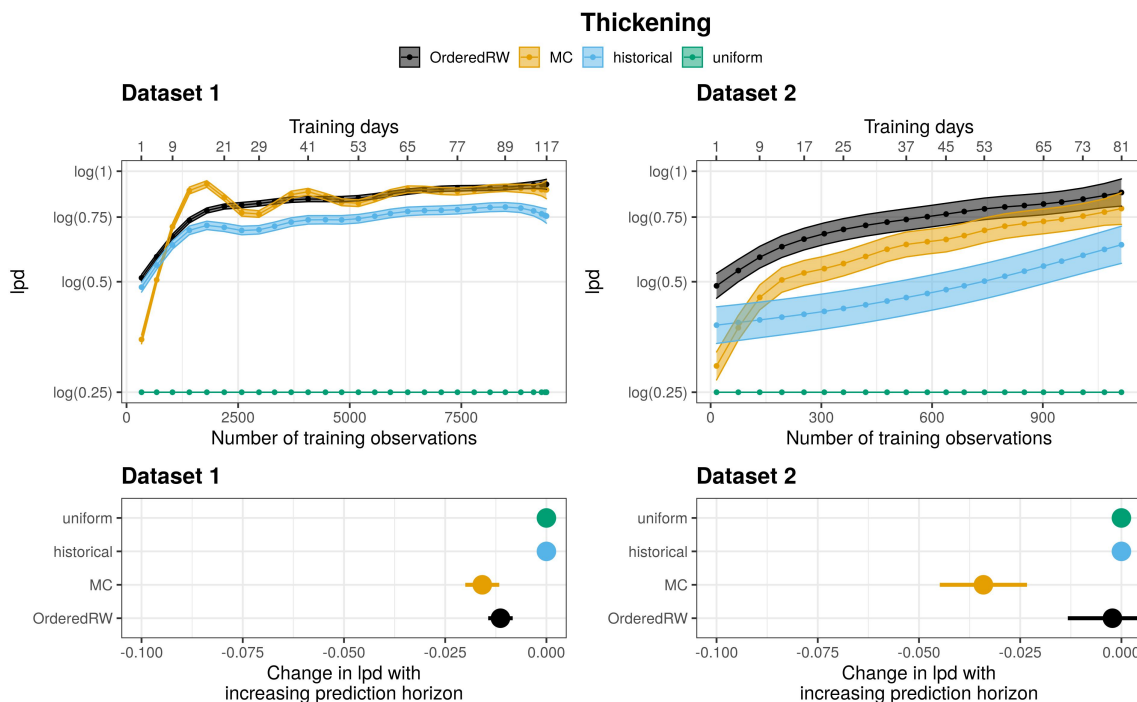 Thickening
OrderedRW MC historical uniform
Dataset 1
Training days
1 9 21 29 41 53 65 77 89 117
log(1)
log(0.75)
log(0.5)
log(0.25)
lpd
0 2500 5000 7500
Number of training observations
Dataset 2
Training days
1 9 17 25 37 45 53 65 73 81
log(1)
log(0.75)
log(0.5)
log(0.25)
lpd
0 300 600 900
Number of training observations
Dataset 1
uniform
historical
MC
OrderedRW
-0.100 -0.075 -0.050 -0.025 0.000
Change in lpd with
increasing prediction horizon
Dataset 2
uniform
historical
MC
OrderedRW
-0.100 -0.075 -0.050 -0.025 0.000
Change in lpd with
increasing prediction horizon